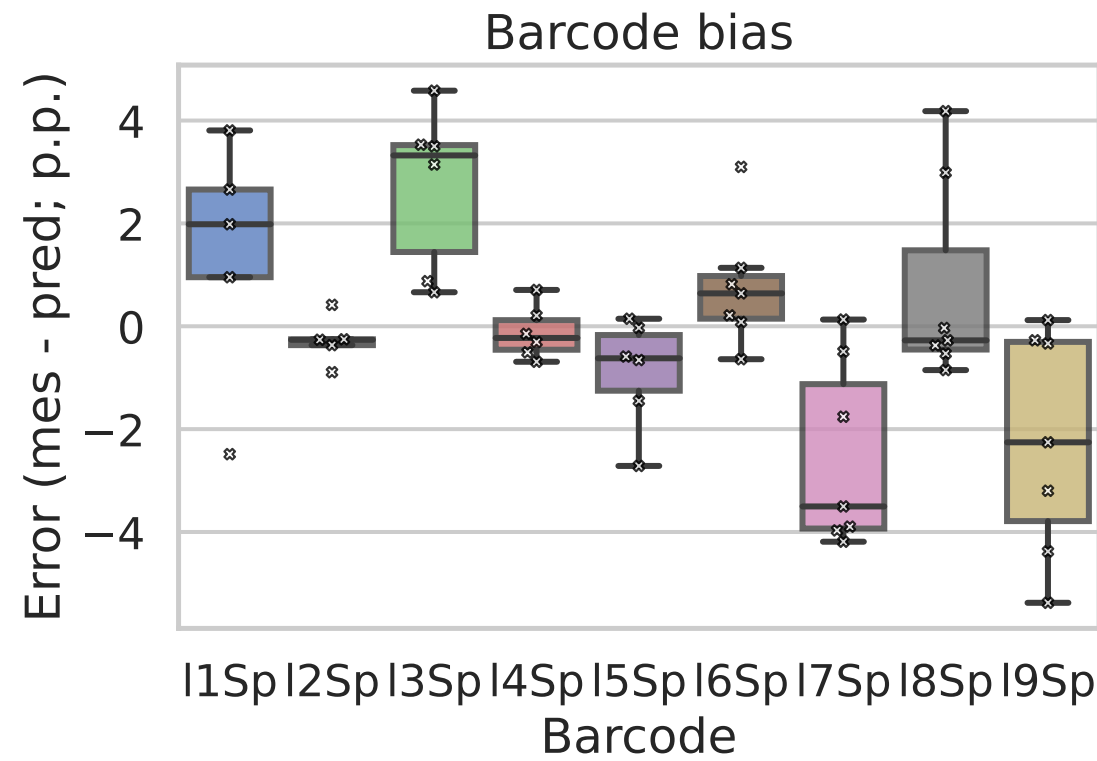 Barcode bias
Error (mes - pred; p.p.)
4
2
0
−2
−4
l1Sp l2Sp l3Sp l4Sp l5Sp l6Sp l7Sp l8Sp l9Sp
Barcode